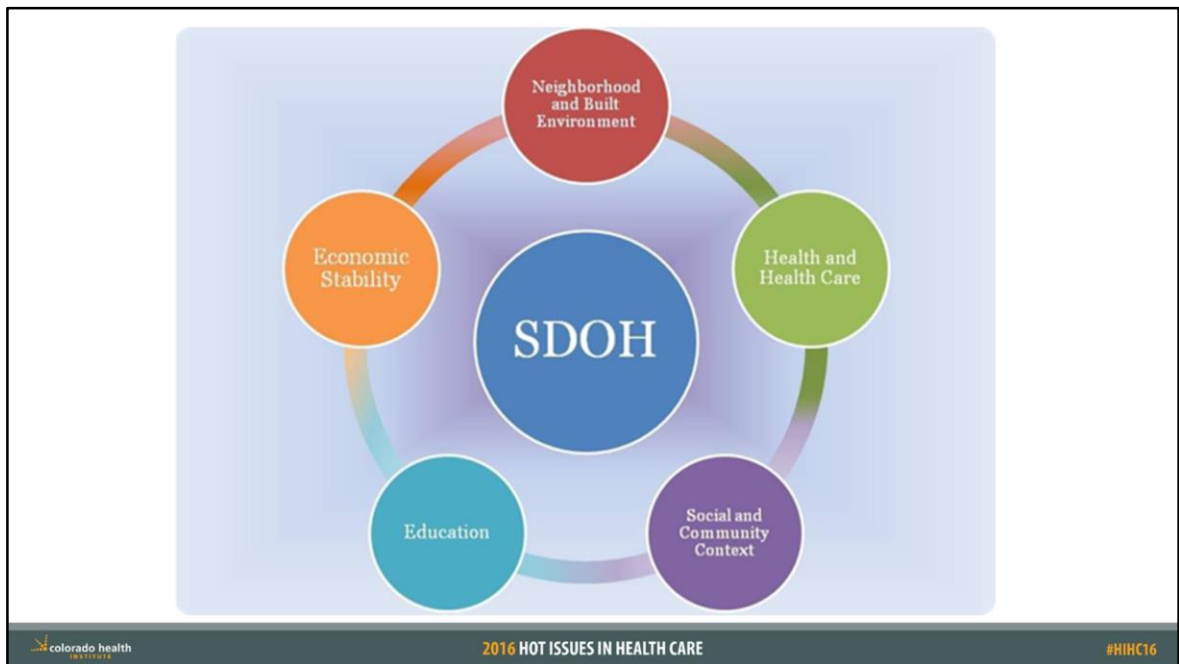 Neighborhood
and Built
Environment
Economic
Stability
Health and
Health Care
SDOH
Education
Social and
Community
Context
colorado health
INSTITUTE
2016 HOT ISSUES IN HEALTH CARE
#HIHC16